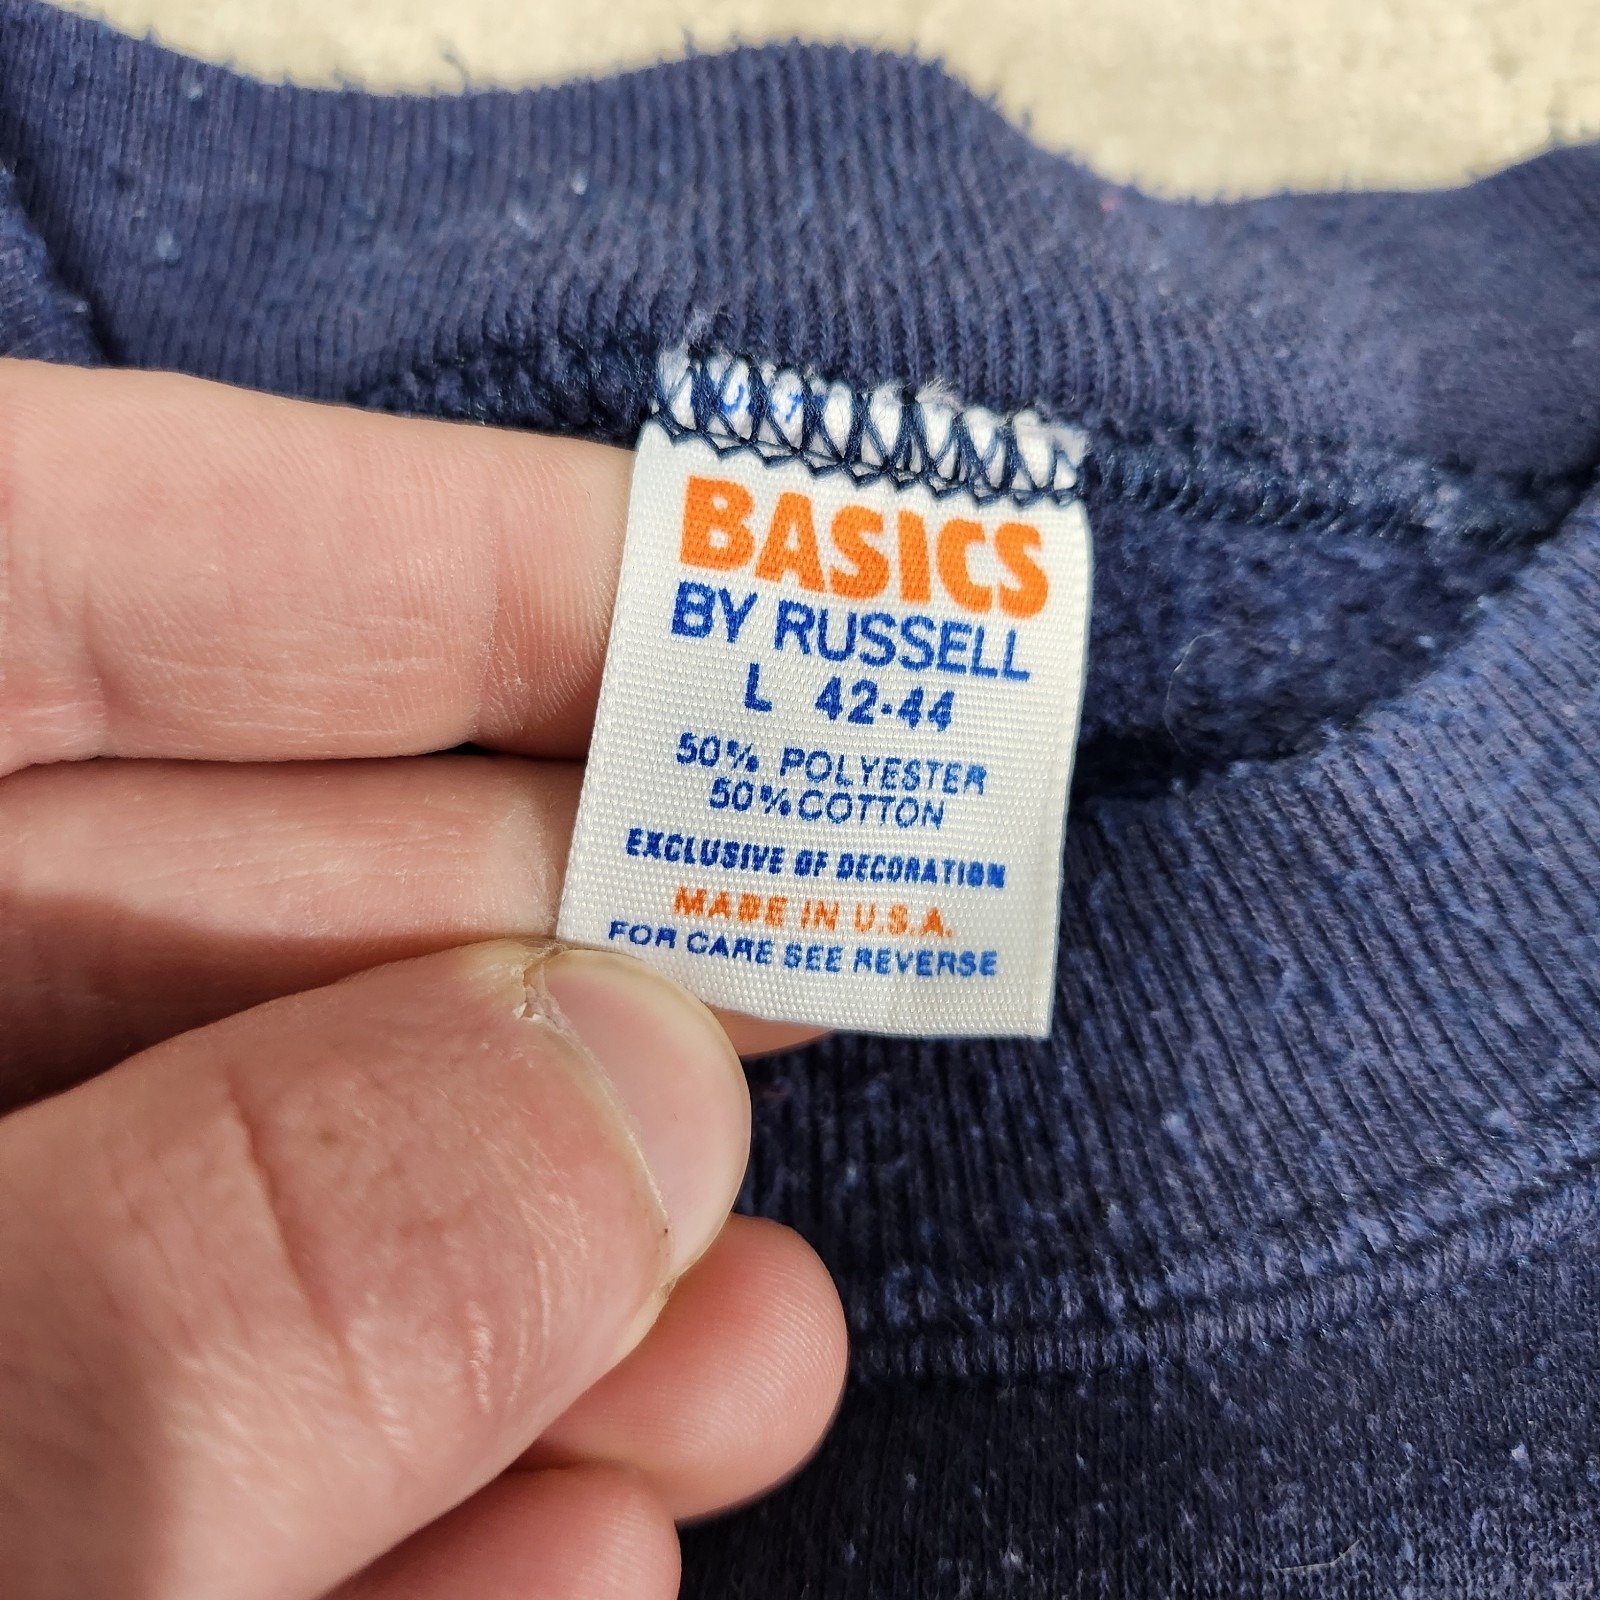 BASICS
BY RUSSELL
L 42-44
50% POLYESTER
50% COTTON
EXCLUSIVE OF DECORATION
MADE IN U.S.A.
FOR CARE SEE REVERSE